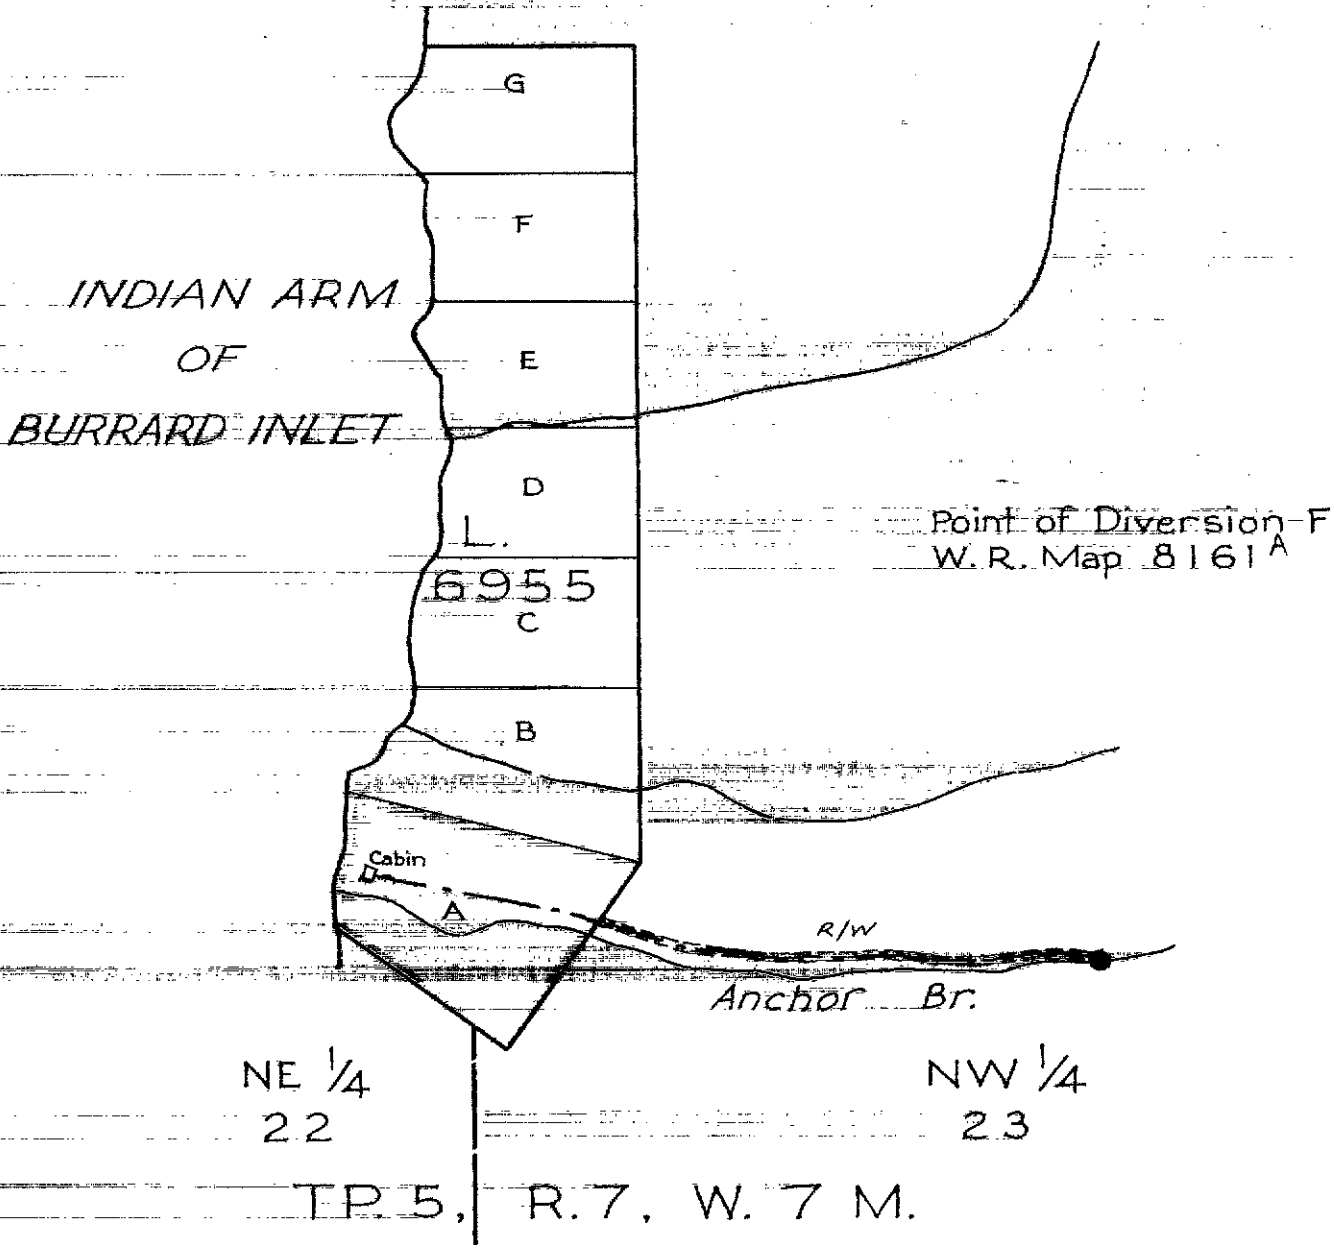 G
F
INDIAN ARM
OF
BURRARD INLET
E
D
L.
6955
Point of Diversion F
W. R. Map 8161 A
C
B
Cabin
A
R/W
Anchor Br.
NE 1/4
22
NW 1/4
23
TP. 5, R. 7, W. 7 M.